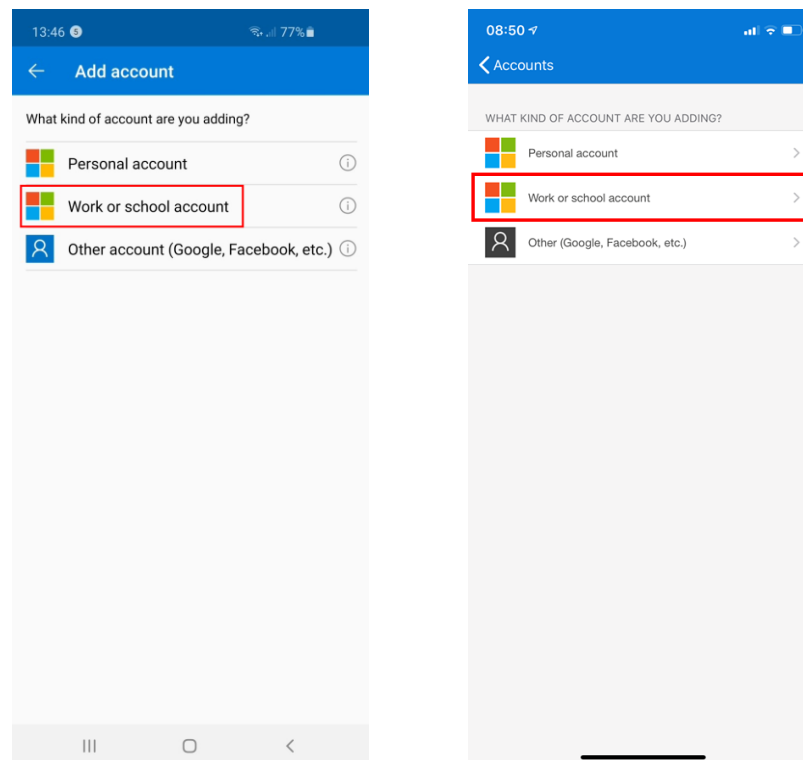 13:46
77%
Add account
What kind of account are you adding?
Personal account
Work or school account
Other account (Google, Facebook, etc.)
08:50
Accounts
WHAT KIND OF ACCOUNT ARE YOU ADDING?
Personal account
Work or school account
Other (Google, Facebook, etc.)